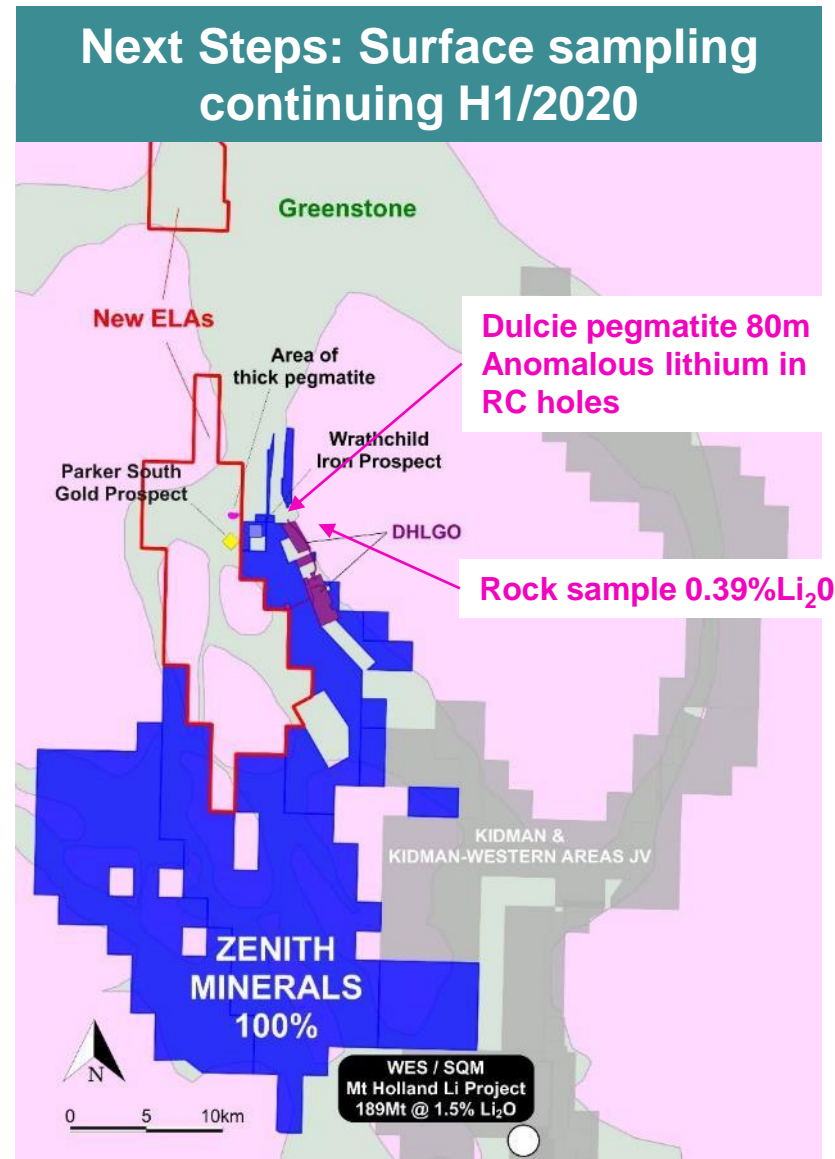 Next Steps: Surface sampling
continuing H1/2020
Greenstone
New ELAs
Dulcie pegmatite 80m
Anomalous lithium in
RC holes
Area of
thick pegmatite
Wrathchild
Iron Prospect
Parker South
Gold Prospect
DHLGO
Rock sample 0.39%Li₂0
KIDMAN &
KIDMAN-WESTERN AREAS JV
ZENITH
MINERALS
100%
N
WES / SQM
Mt Holland Li Project
189Mt @ 1.5% Li₂O
0 5 10km